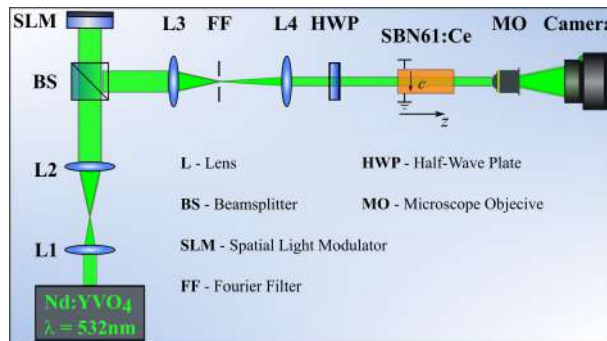 SLM
L3
FF
L4
HWP
SBN61:Ce
MO
Camera
BS
c
z
L2
L - Lens
HWP - Half-Wave Plate
BS - Beamsplitter
MO - Microscope Objecive
SLM - Spatial Light Modulator
L1
FF - Fourier Filter
Nd:YVO₄
λ = 532nm